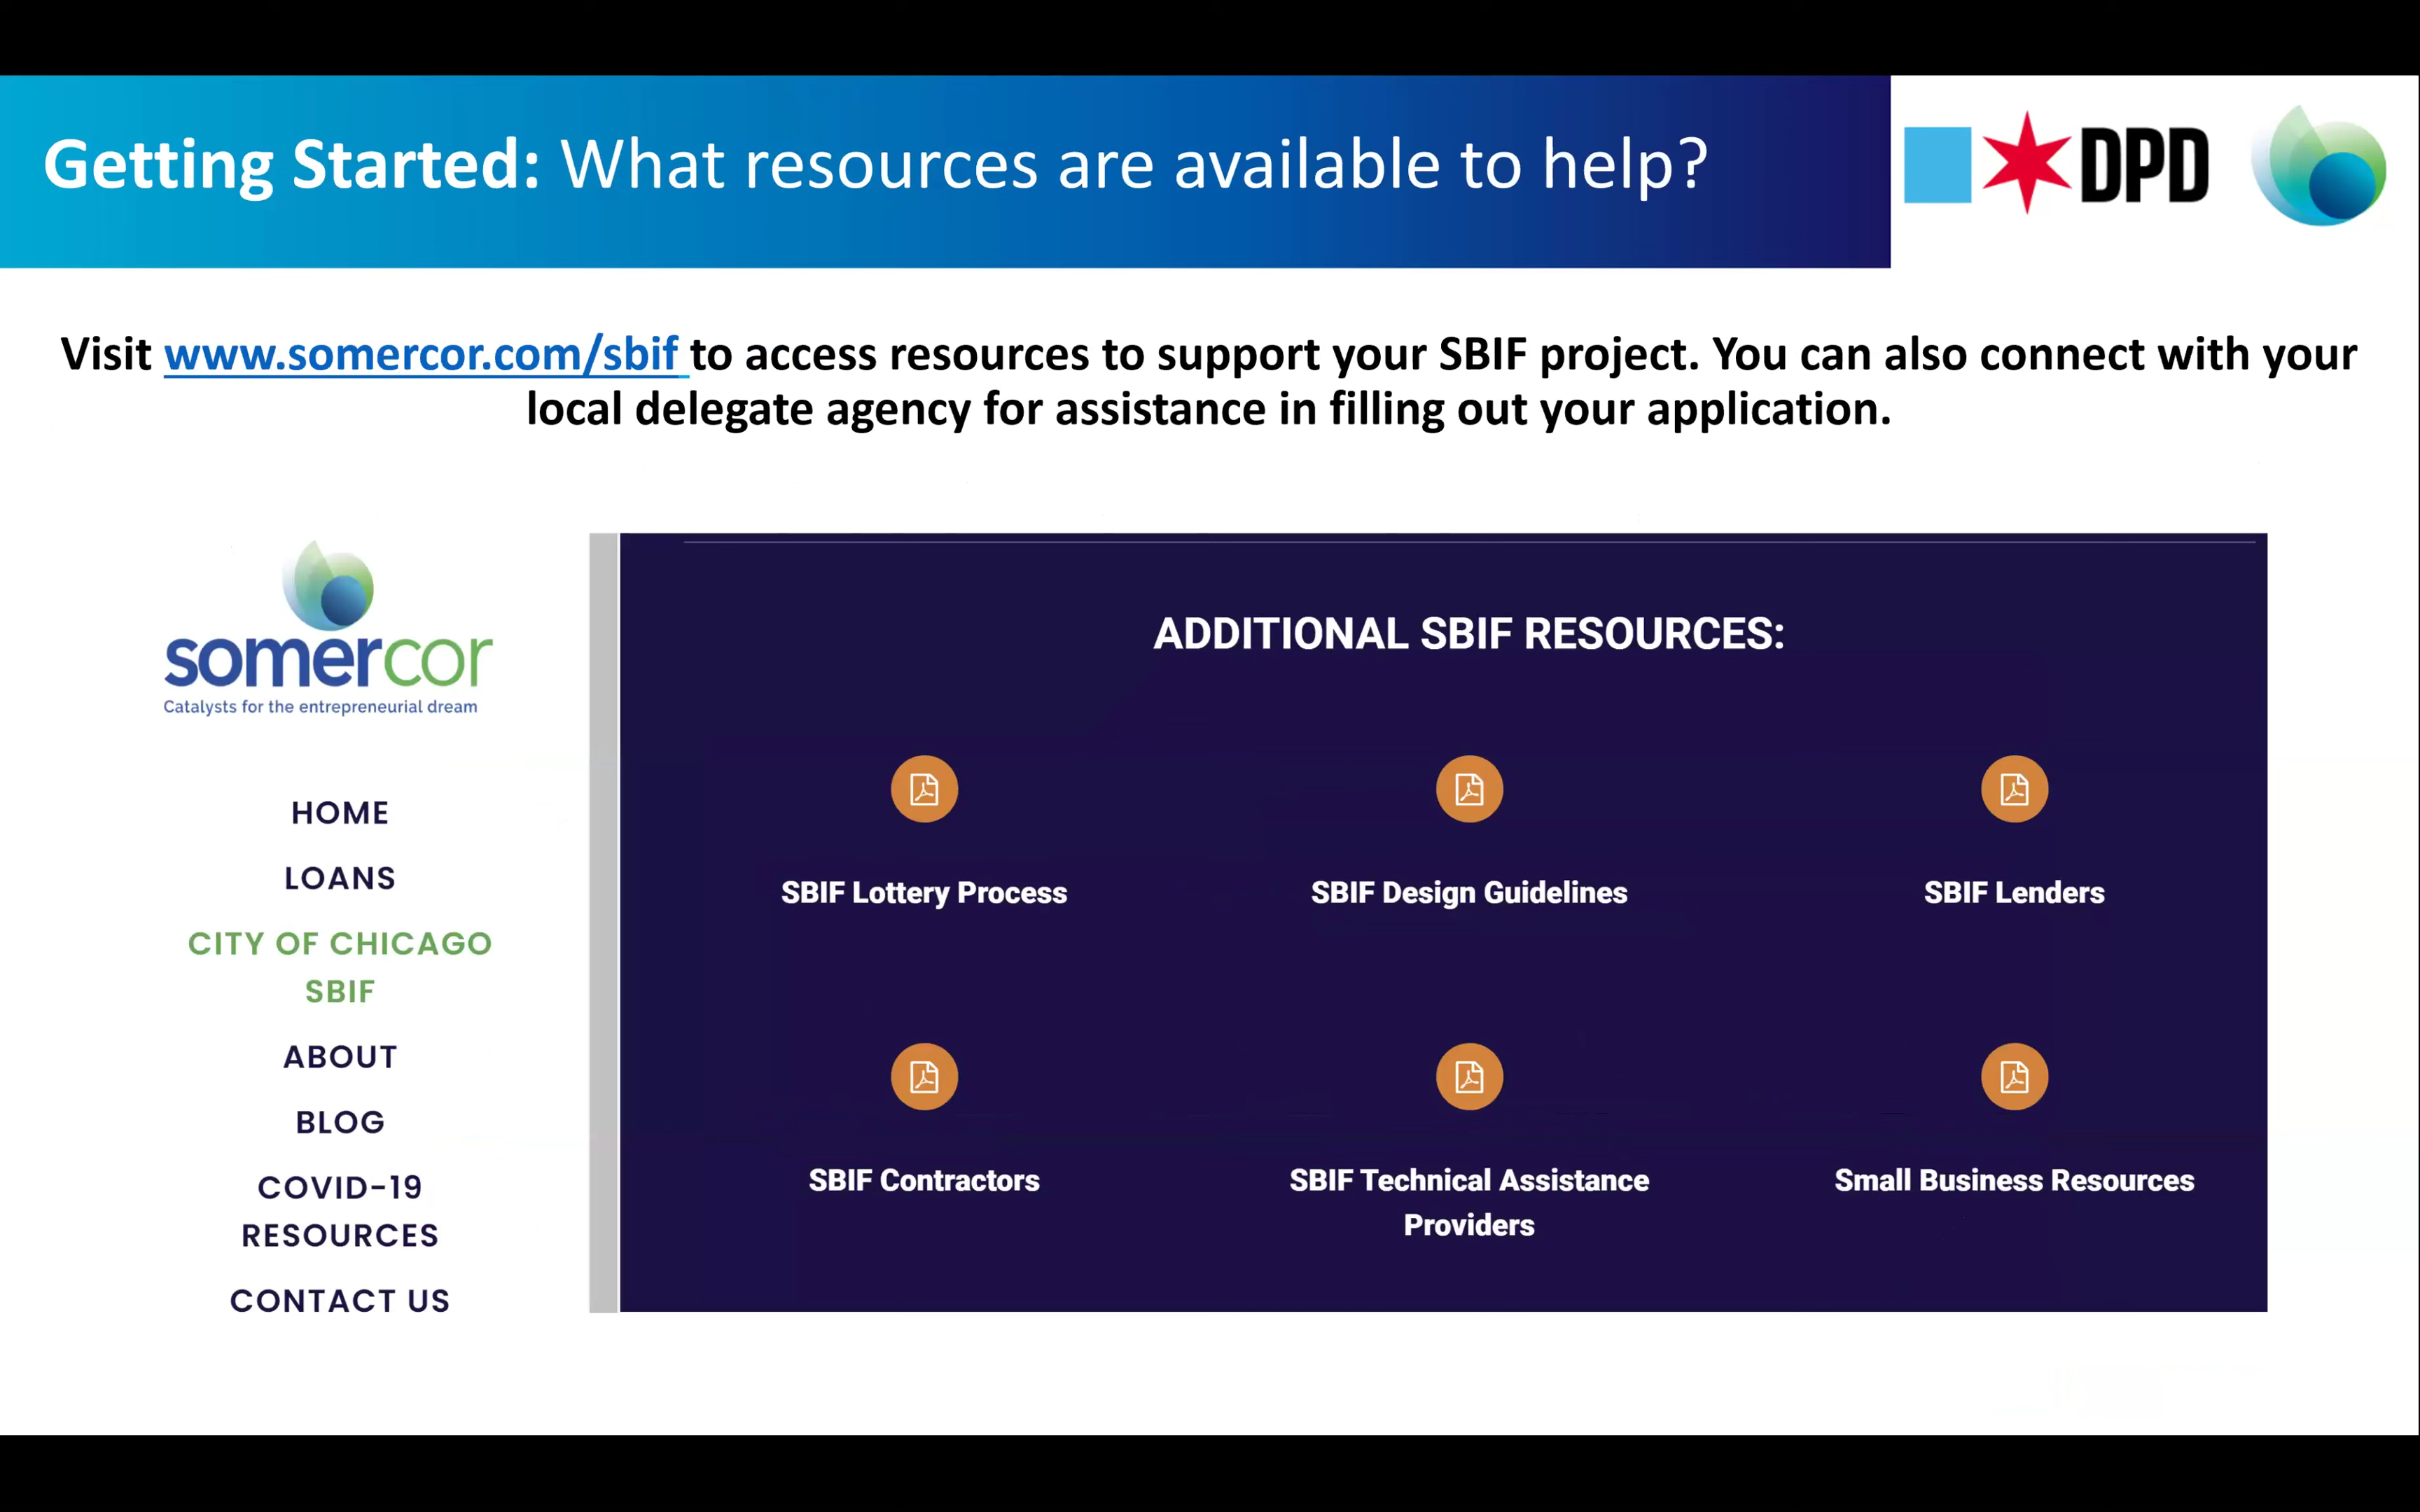 Getting Started: What resources are available to help?
DPD
Visit www.somercor.com/sbif to access resources to support your SBIF project. You can also connect with your
local delegate agency for assistance in filling out your application.
somercor
Catalysts for the entrepreneurial dream
HOME
LOANS
CITY OF CHICAGO
SBIF
ABOUT
BLOG
COVID-19
RESOURCES
CONTACT US
ADDITIONAL SBIF RESOURCES:
SBIF Lottery Process
SBIF Design Guidelines
SBIF Lenders
SBIF Contractors
SBIF Technical Assistance
Providers
Small Business Resources